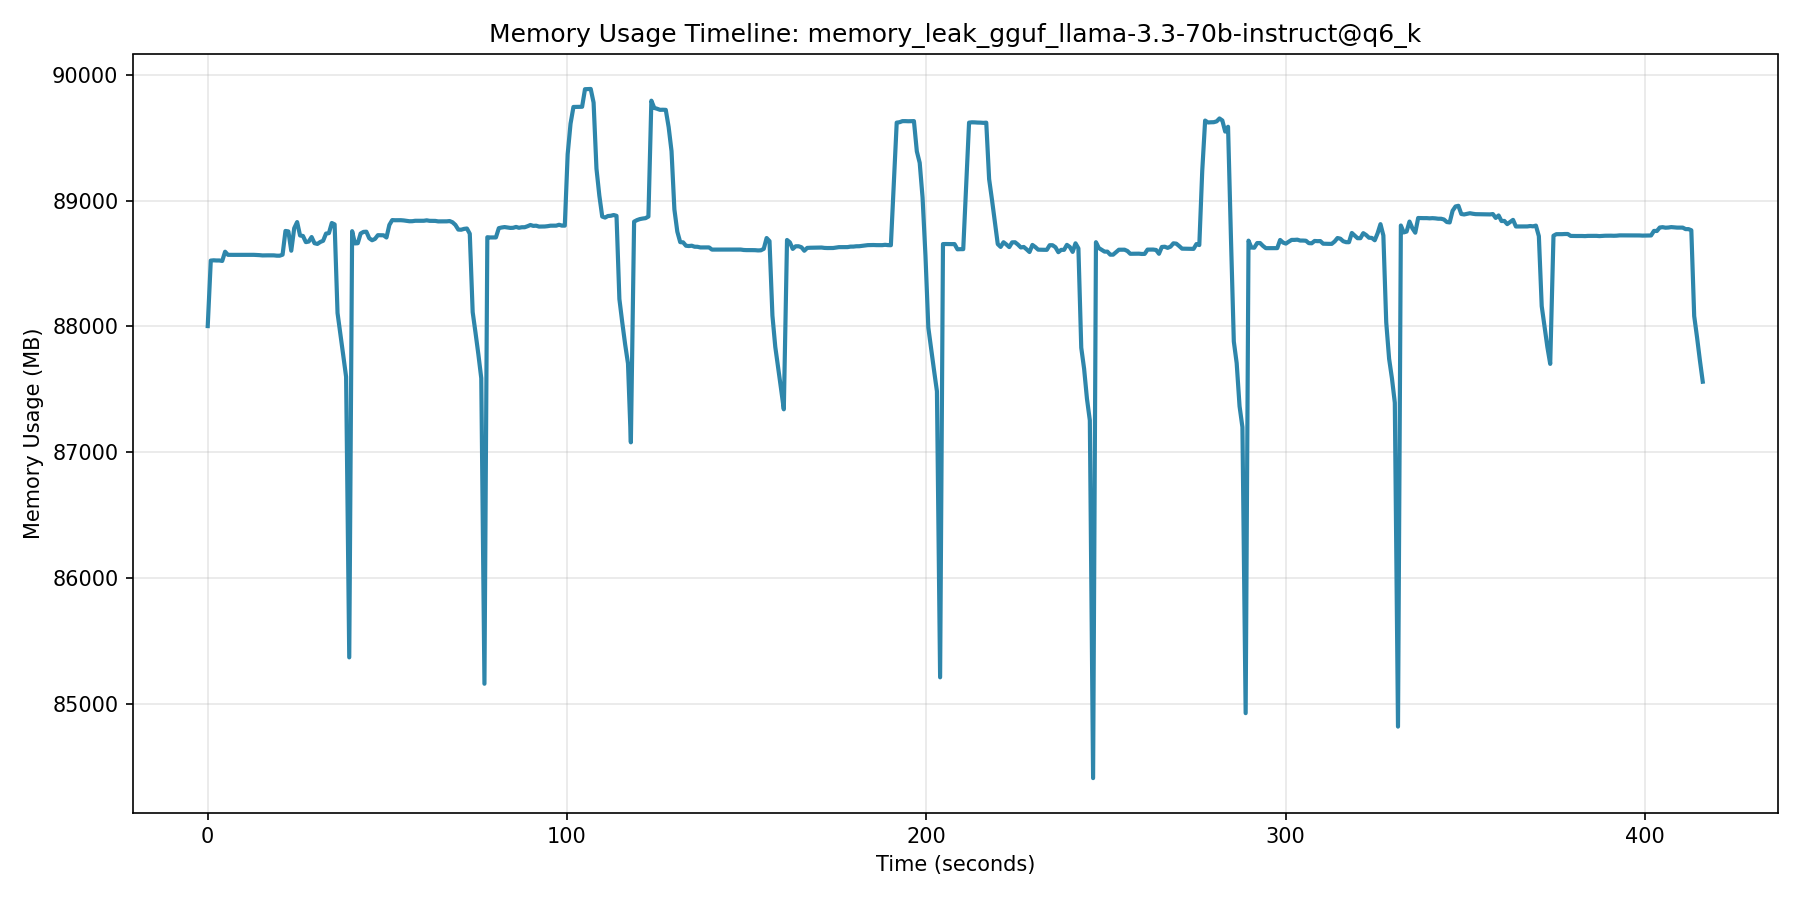 Memory Usage Timeline: memory_leak_gguf_llama-3.3-70b-instruct@q6_k
Memory Usage (MB)
90000
89000
88000
87000
86000
85000
0 100 200 300 400
Time (seconds)